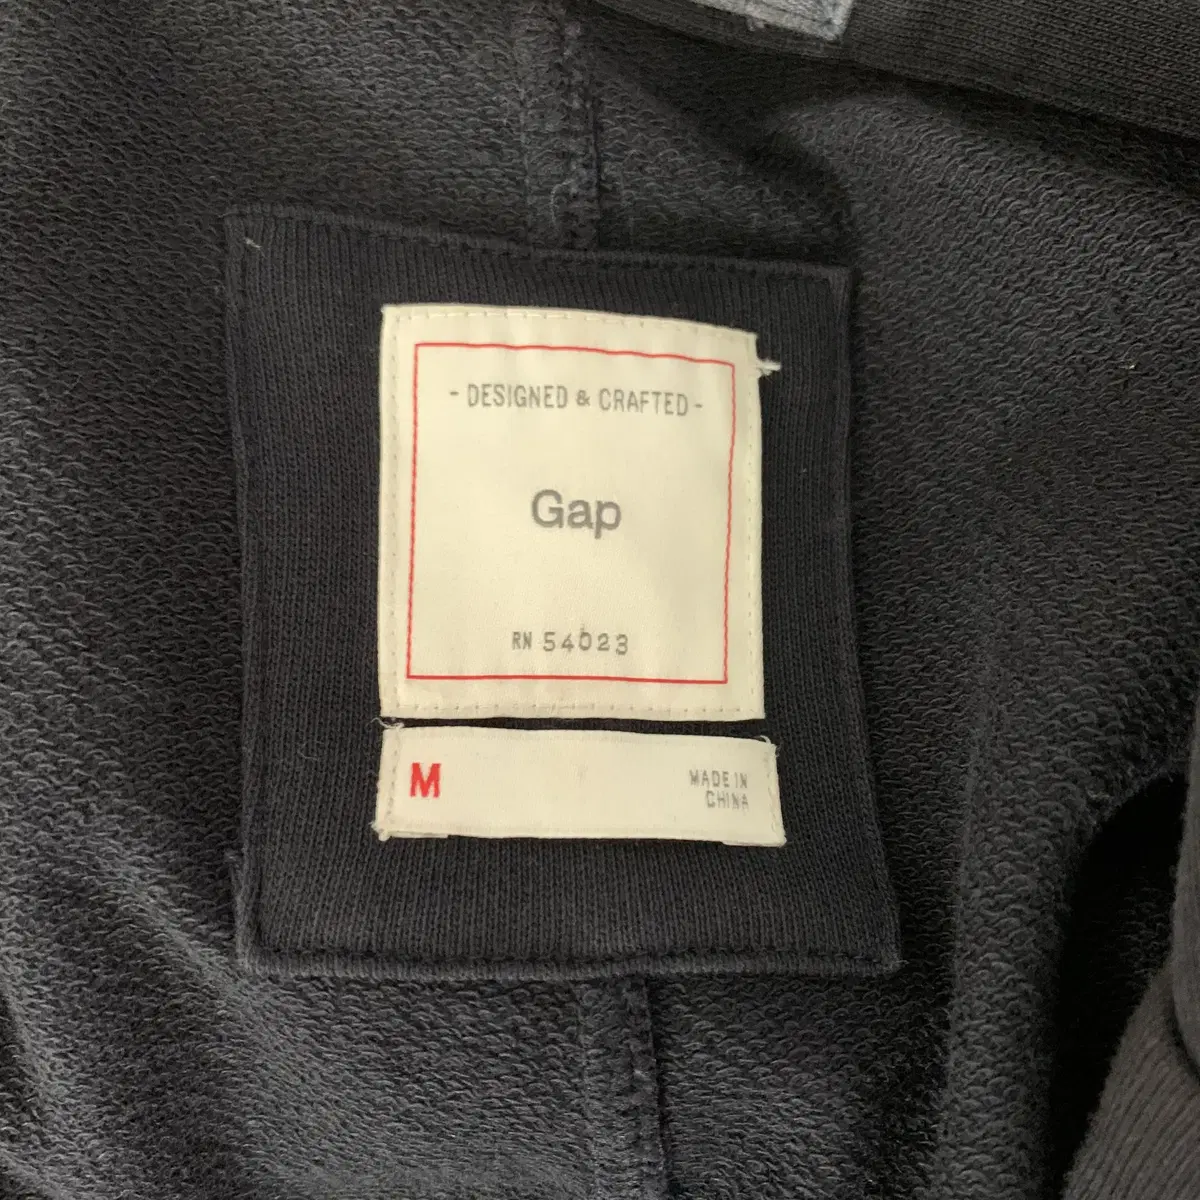 - DESIGNED & CRAFTED -
Gap
RN 54023
M
MADE IN
CHINA